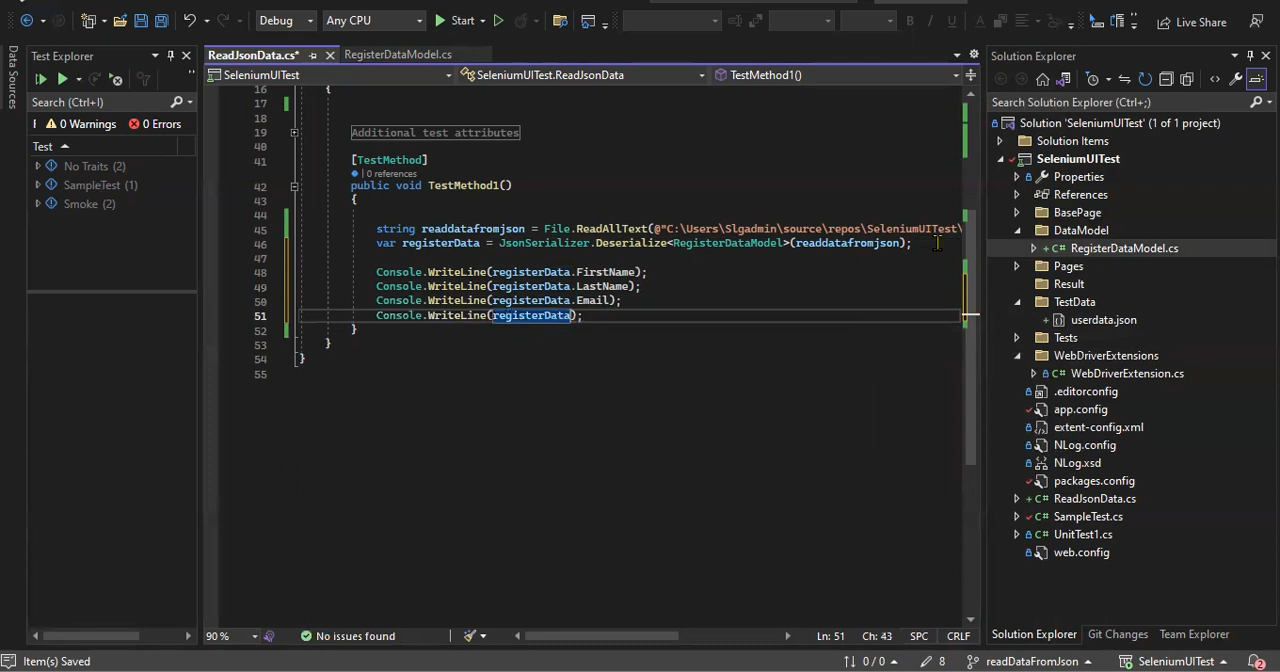 Debug Any CPU Start Live Share
Data Sources
Test Explorer
Search (Ctrl+I)
0 Warnings 0 Errors
Test
No Traits (2)
SampleTest (1)
Smoke (2)
ReadJsonData.cs* RegisterDataModel.cs
SeleniumUITest SeleniumUITest.ReadJsonData TestMethod1()
16 {
17
18
19 Additional test attributes
40
41 [TestMethod]
0 references
42 public void TestMethod1()
43 {
44
45 string readdatafromjson = File.ReadAllText(@"C:\Users\Slgadmin\source\repos\SeleniumUITest\
46 var registerData = JsonSerializer.Deserialize<RegisterDataModel>(readdatafromjson);
47
48 Console.WriteLine(registerData.FirstName);
49 Console.WriteLine(registerData.LastName);
50 Console.WriteLine(registerData.Email);
51 Console.WriteLine(registerData);
52 }
53 }
54 }
55
90 % No issues found Ln: 51 Ch: 43 SPC CRLF
Solution Explorer
Search Solution Explorer (Ctrl+;)
Solution 'SeleniumUITest' (1 of 1 project)
Solution Items
SeleniumUITest
Properties
References
BasePage
DataModel
C# RegisterDataModel.cs
Pages
Result
TestData
userdata.json
Tests
WebDriverExtensions
C# WebDriverExtension.cs
.editorconfig
app.config
extent-config.xml
NLog.config
NLog.xsd
packages.config
C# ReadJsonData.cs
C# SampleTest.cs
C# UnitTest1.cs
web.config
Solution Explorer Git Changes Team Explorer
Item(s) Saved 0 / 0 8 readDataFromJson SeleniumUITest 2